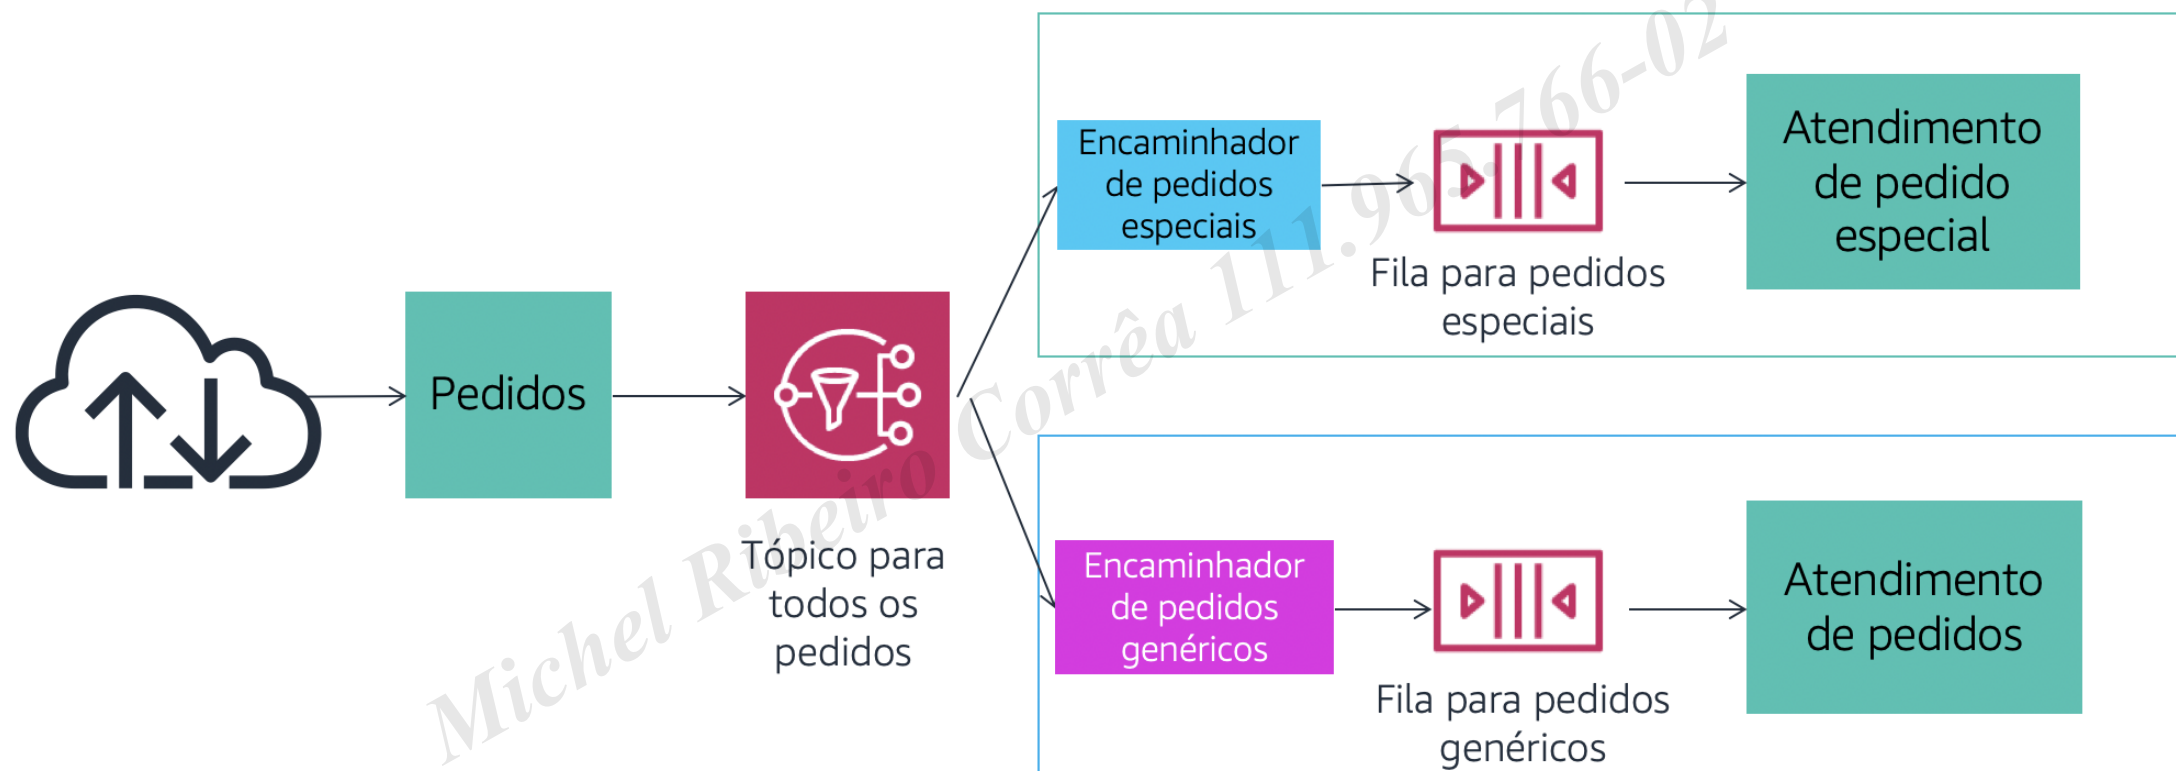 Encaminhador
de pedidos
especiais
Fila para pedidos
especiais
Atendimento
de pedido
especial
Pedidos
Tópico para
todos os
pedidos
Encaminhador
de pedidos
genéricos
Fila para pedidos
genéricos
Atendimento
de pedidos
Michel Ribeiro Corrêa 111.965.766-02